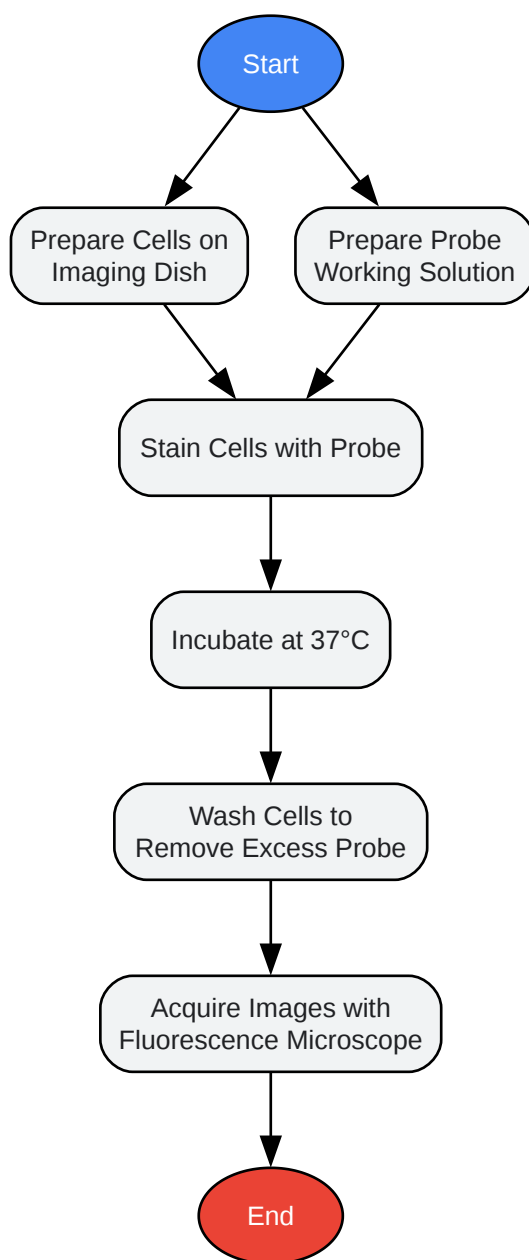 Start
Prepare Cells on
Imaging Dish
Prepare Probe
Working Solution
Stain Cells with Probe
Incubate at 37°C
Wash Cells to
Remove Excess Probe
Acquire Images with
Fluorescence Microscope
End